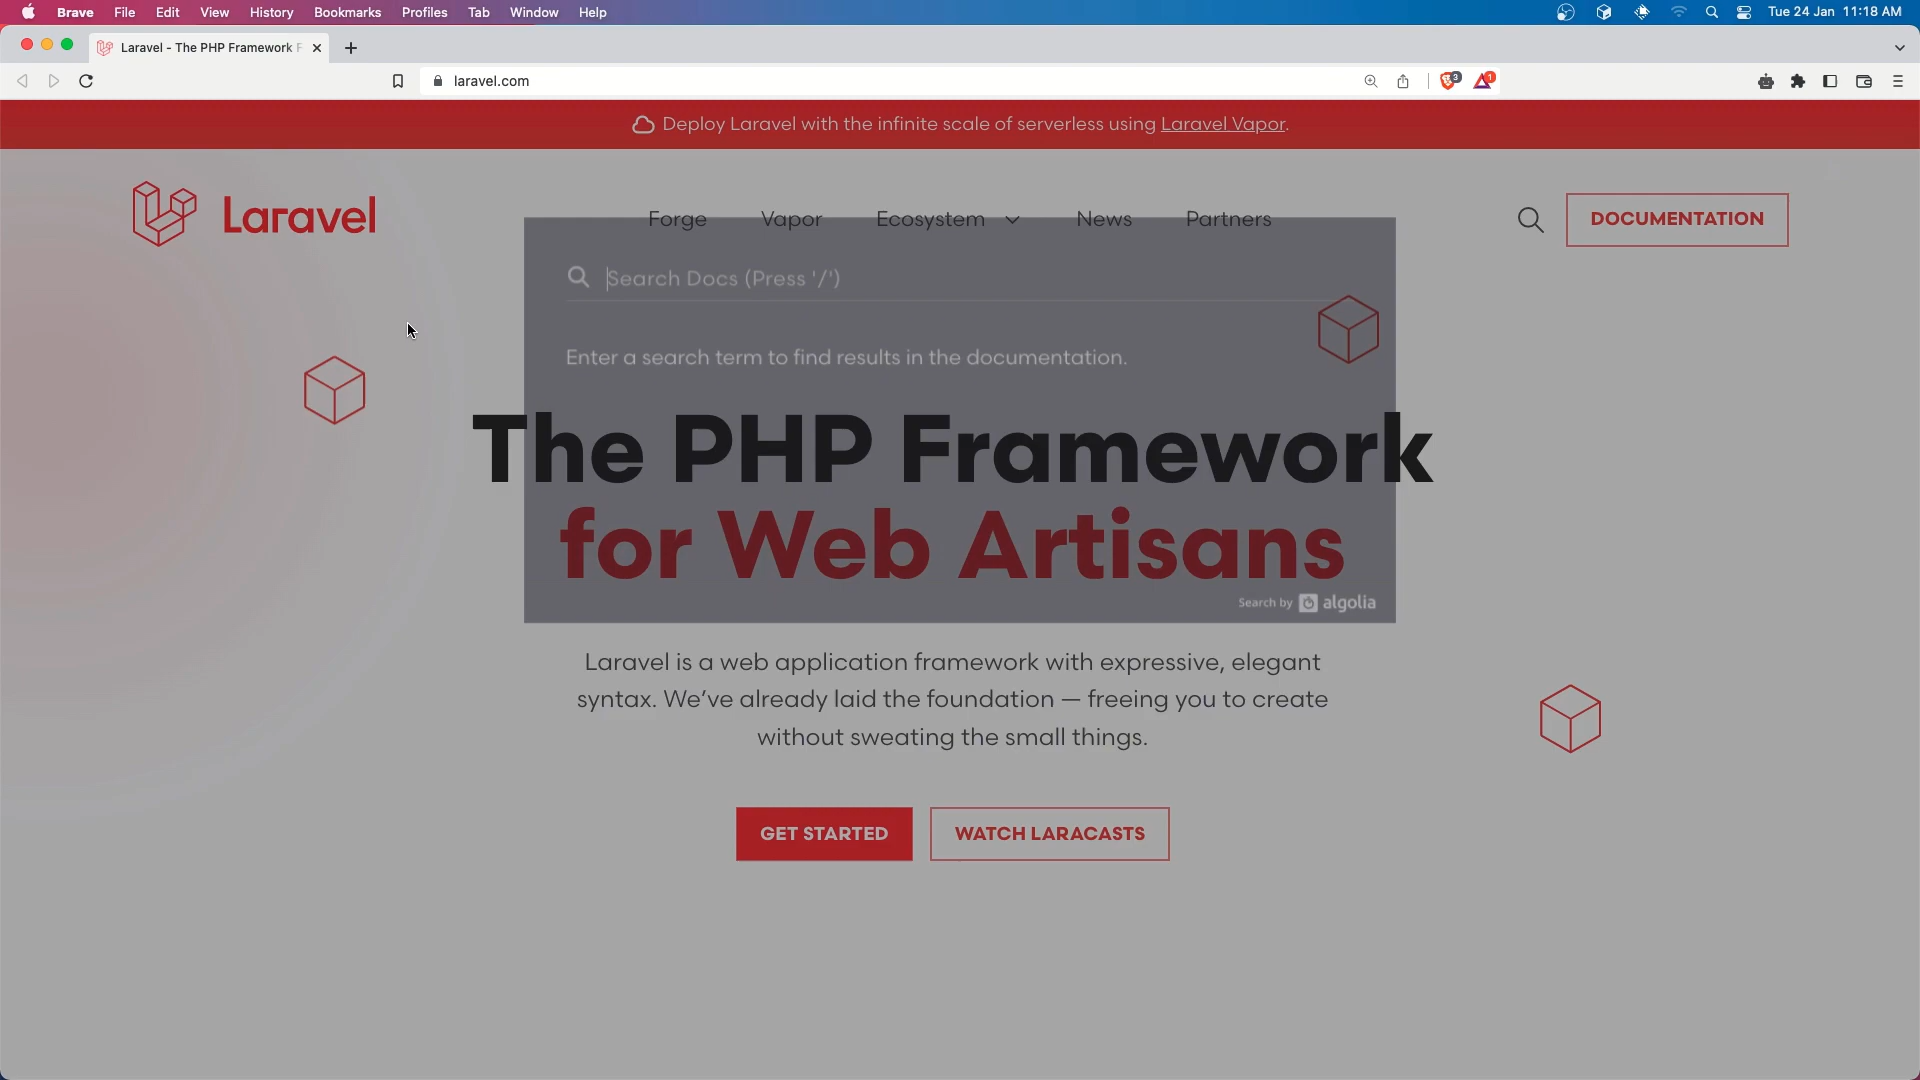 Brave File Edit View History Bookmarks Profiles Tab Window Help Tue 24 Jan 11:18 AM
Laravel - The PHP Framework F
laravel.com 3 1
Deploy Laravel with the infinite scale of serverless using Laravel Vapor.
Laravel Forge Vapor Ecosystem News Partners DOCUMENTATION
Search Docs (Press '/')
Enter a search term to find results in the documentation.
The PHP Framework
for Web Artisans
Search by algolia
Laravel is a web application framework with expressive, elegant
syntax. We’ve already laid the foundation — freeing you to create
without sweating the small things.
GET STARTED WATCH LARACASTS